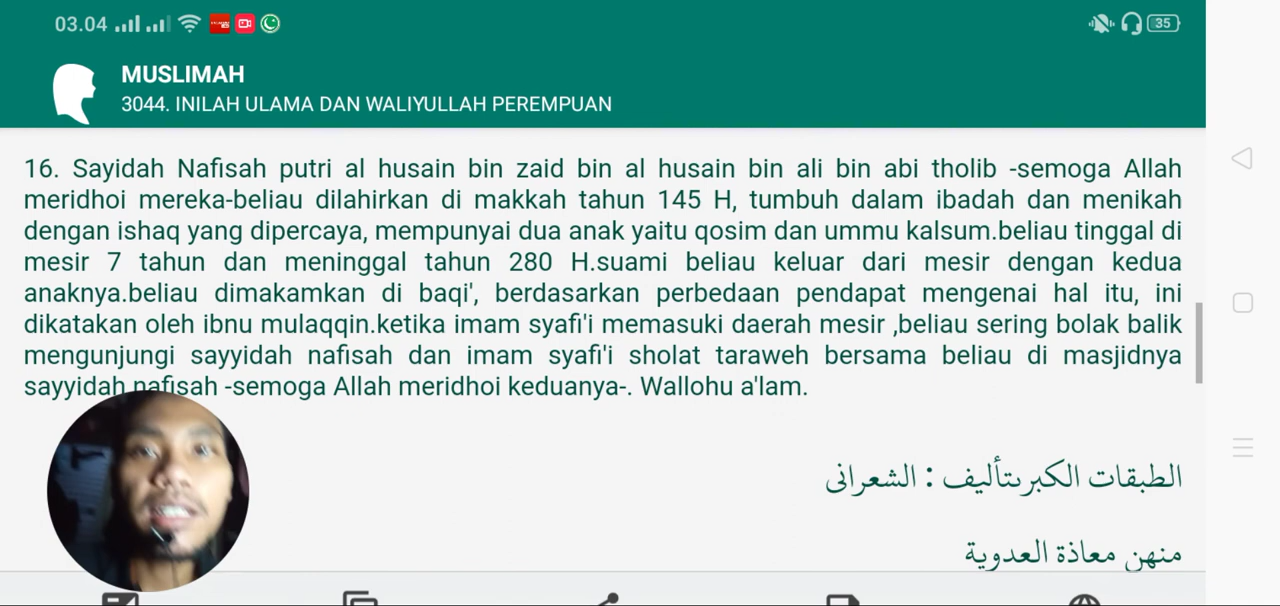 03.04
35
MUSLIMAH
3044. INILAH ULAMA DAN WALIYULLAH PEREMPUAN
16. Sayidah Nafisah putri al husain bin zaid bin al husain bin ali bin abi tholib -semoga Allah
meridhoi mereka-beliau dilahirkan di makkah tahun 145 H, tumbuh dalam ibadah dan menikah
dengan ishaq yang dipercaya, mempunyai dua anak yaitu qosim dan ummu kalsum.beliau tinggal di
mesir 7 tahun dan meninggal tahun 280 H.suami beliau keluar dari mesir dengan kedua
anaknya.beliau dimakamkan di baqi', berdasarkan perbedaan pendapat mengenai hal itu, ini
dikatakan oleh ibnu mulaqqin.ketika imam syafi'i memasuki daerah mesir ,beliau sering bolak balik
mengunjungi sayyidah nafisah dan imam syafi'i sholat taraweh bersama beliau di masjidnya
sayyidah nafisah -semoga Allah meridhoi keduanya-. Wallohu a'lam.
الطبقات الكبرىتأليف : الشعرانى
منهن معاذة العدوية